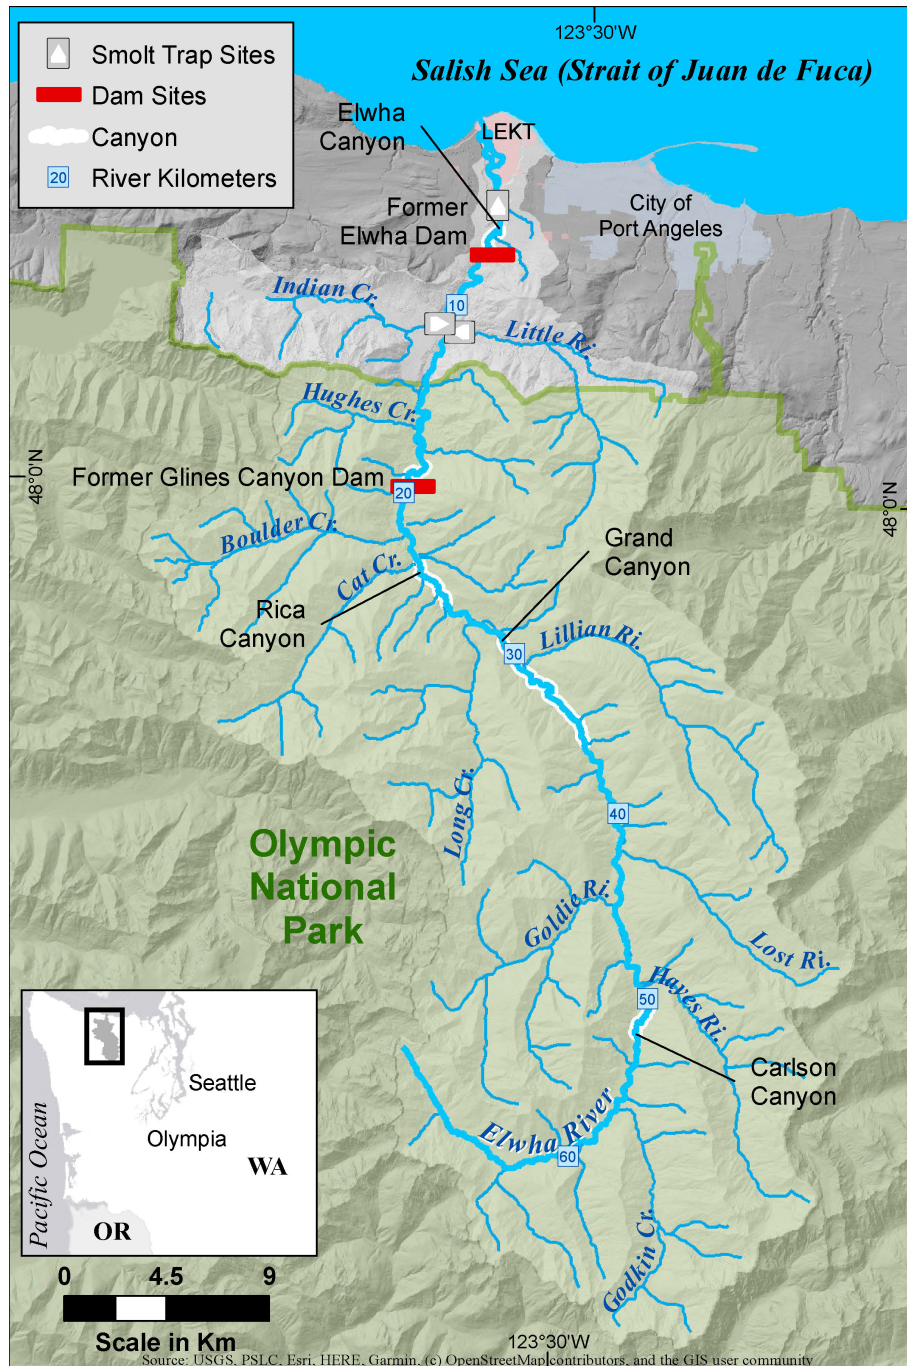 123°30'W
Smolt Trap Sites
Dam Sites
Canyon
20
River Kilometers
Salish Sea (Strait of Juan de Fuca)
Elwha
Canyon
LEKT
Former
Elwha Dam
City of
Port Angeles
Indian Cr.
10
Little Ri.
Hughes Cr.
48°0'N
Former Glines Canyon Dam
20
48°0'N
Boulder Cr.
Cat Cr.
Grand
Canyon
Rica
Canyon
Lillian Ri.
30
Long Cr.
40
Olympic
National
Park
Goldie Ri.
Lost Ri.
Hayes Ri.
50
Carlson
Canyon
Elwha River
60
Godkin Cr.
Seattle
Olympia
WA
Pacific Ocean
OR
0 4.5 9
Scale in Km
123°30'W
Source: USGS, PSLC, Esri, HERE, Garmin, (c) OpenStreetMap contributors, and the GIS user community